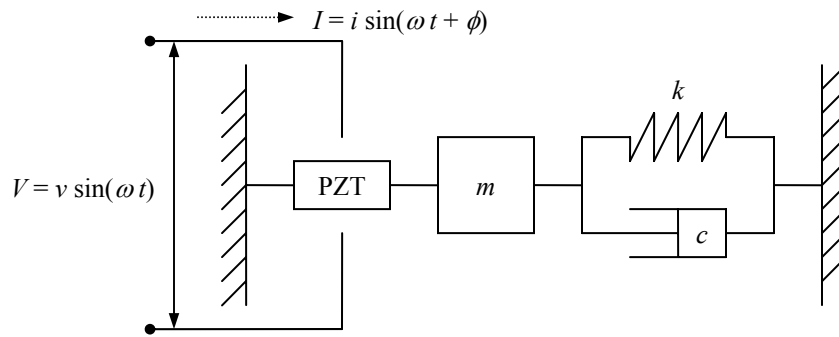 I = i sin(ω t + ϕ)
k
V = v sin(ω t)
PZT
m
c